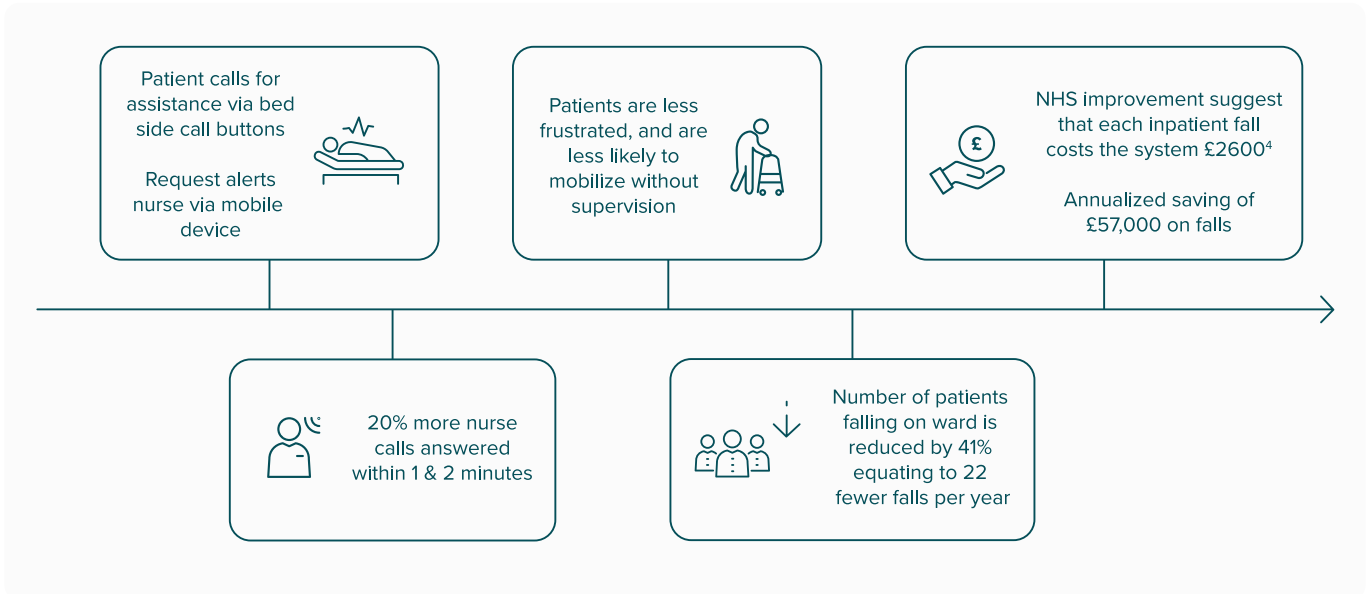 Patient calls for
assistance via bed
side call buttons
Request alerts
nurse via mobile
device
20% more nurse
calls answered
within 1 & 2 minutes
Patients are less
frustrated, and are
less likely to
mobilize without
supervision
Number of patients
falling on ward is
reduced by 41%
equating to 22
fewer falls per year
£
NHS improvement suggest
that each inpatient fall
costs the system £2600⁴
Annualized saving of
£57,000 on falls